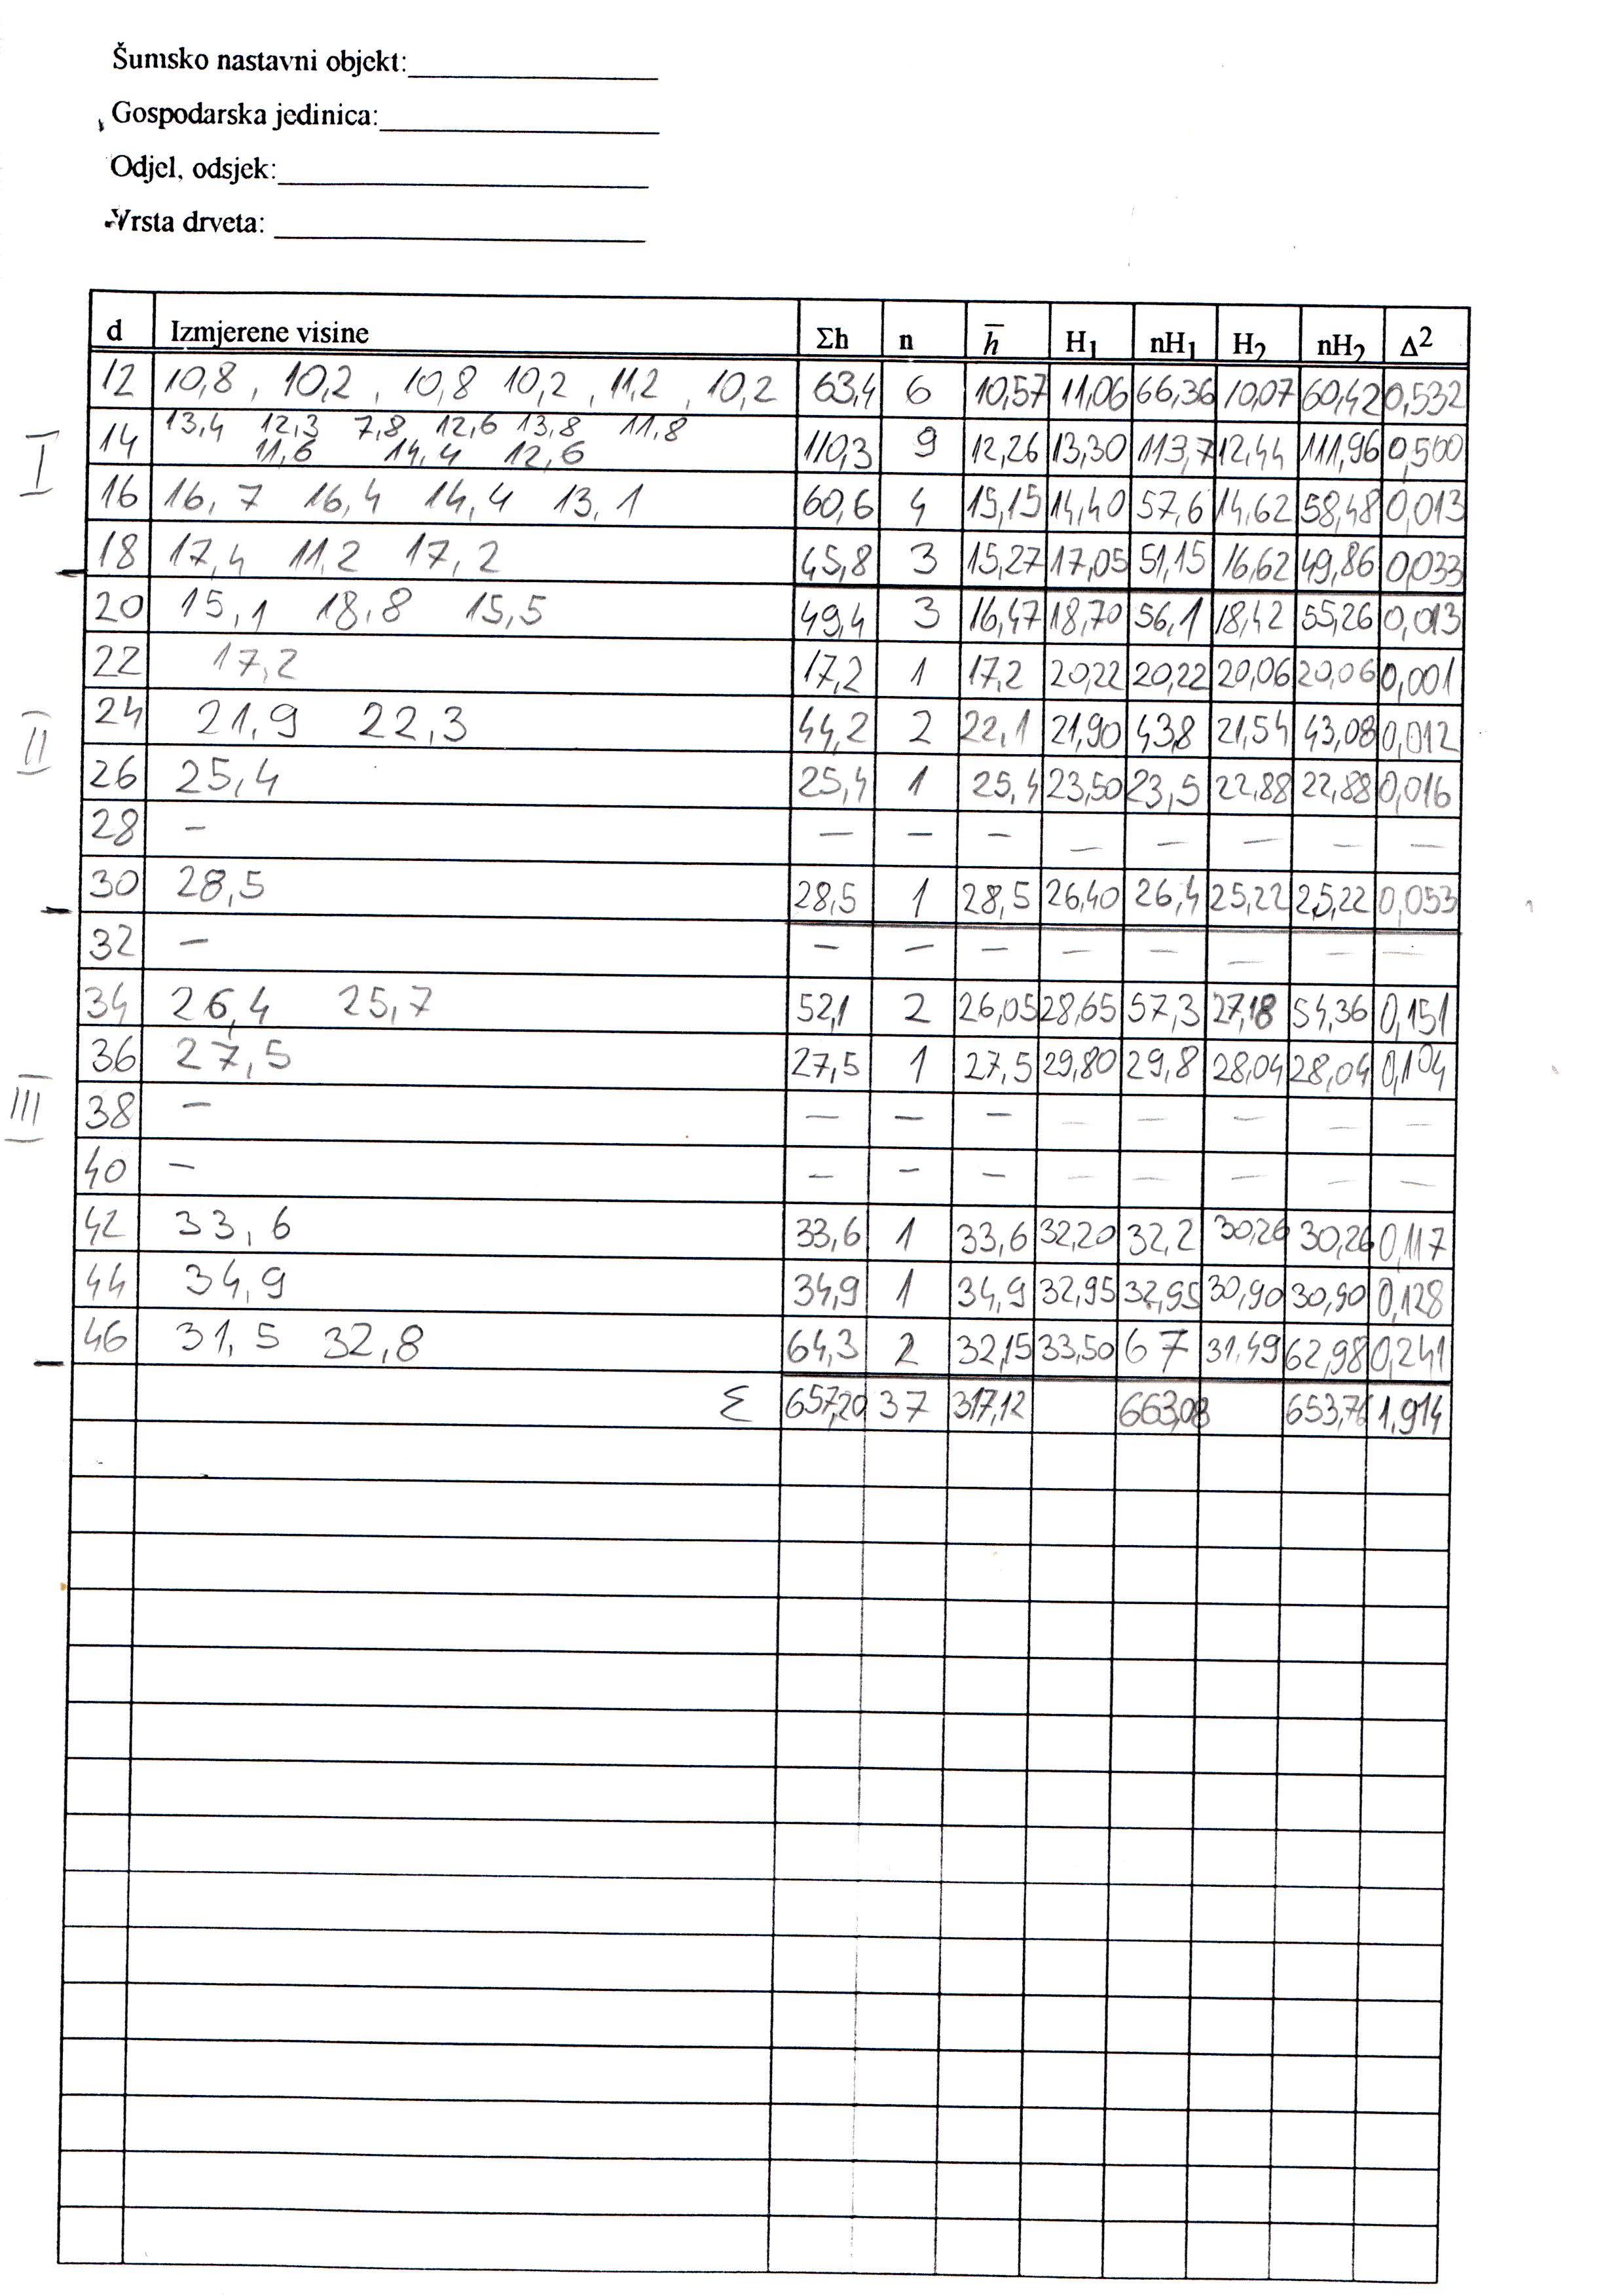 Šumsko nastavni objekt:
Gospodarska jedinica:
Odjel, odsjek:
Vrsta drveta:
d Izmjerene visine Σh n h̅ H1 nH1 H2 nH2 Δ2
12 10,8, 10,2, 10,8 10,2, 11,2, 10,2 63,4 6 10,57 11,06 66,36 10,07 60,42 0,532
13,4 12,3 7,8 12,6 13,8 11,8
I 14 11,6 14,4 12,6 110,3 9 12,26 13,30 113,7 12,44 111,96 0,500
16 16,7 16,4 14,4 13,1 60,6 4 15,15 14,40 57,6 14,62 58,48 0,013
18 17,4 11,2 17,2 45,8 3 15,27 17,05 51,15 16,62 49,86 0,033
20 15,1 18,8 15,5 49,4 3 16,47 18,70 56,1 18,42 55,26 0,013
22 17,2 17,2 1 17,2 20,22 20,22 20,06 20,06 0,001
II 24 21,9 22,3 44,2 2 22,1 21,90 43,8 21,54 43,08 0,012
26 25,4 25,4 1 25,4 23,50 23,5 22,88 22,88 0,016
28 – – – – – – – – –
30 28,5 28,5 1 28,5 26,40 26,4 25,22 25,22 0,053
32 – – – – – – – – –
34 26,4 25,7 52,1 2 26,05 28,65 57,3 27,18 54,36 0,151
36 27,5 27,5 1 27,5 29,80 29,8 28,04 28,04 0,104
III 38 – – – – – – – – –
40 – – – – – – – – –
42 33,6 33,6 1 33,6 32,20 32,2 30,26 30,26 0,117
44 34,9 34,9 1 34,9 32,95 32,95 30,90 30,90 0,128
46 31,5 32,8 64,3 2 32,15 33,50 67 31,49 62,98 0,241
Σ 657,20 37 317,12 663,08 653,76 1,914